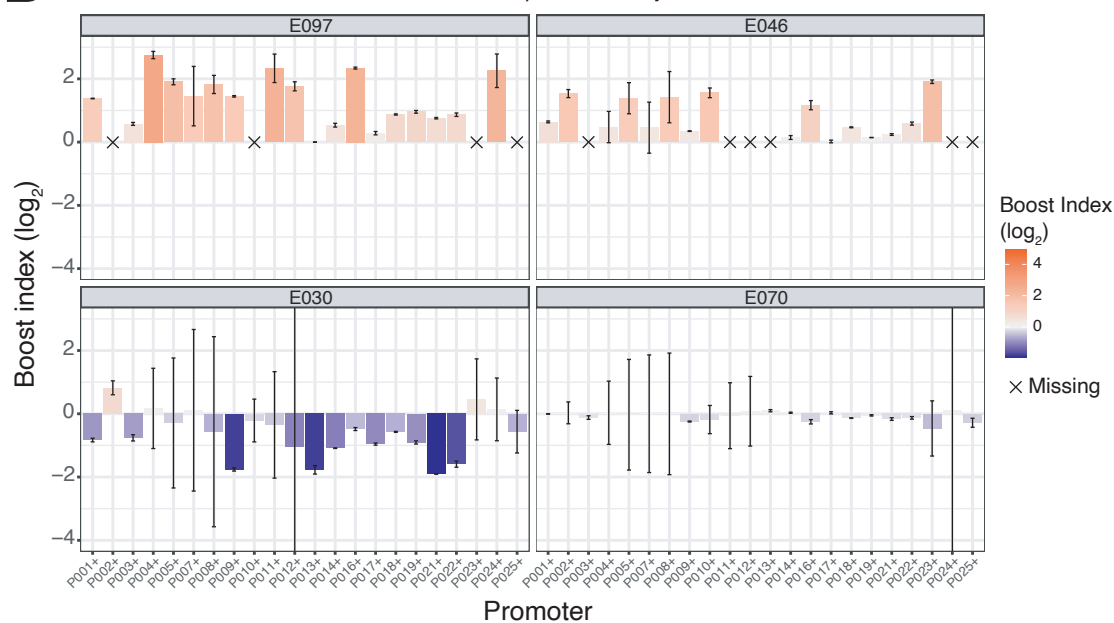 E097
E046
2
0
−2
−4
E030
E070
2
0
−2
−4
Boost index (log2)
P001+ P002+ P003+ P004+ P005+ P007+ P008+ P009+ P010+ P011+ P012+ P013+ P014+ P016+ P017+ P018+ P019+ P021+ P022+ P023+ P024+ P025+
P001+ P002+ P003+ P004+ P005+ P007+ P008+ P009+ P010+ P011+ P012+ P013+ P014+ P016+ P017+ P018+ P019+ P021+ P022+ P023+ P024+ P025+
Promoter
Boost Index
(log2)
4
2
0
× Missing